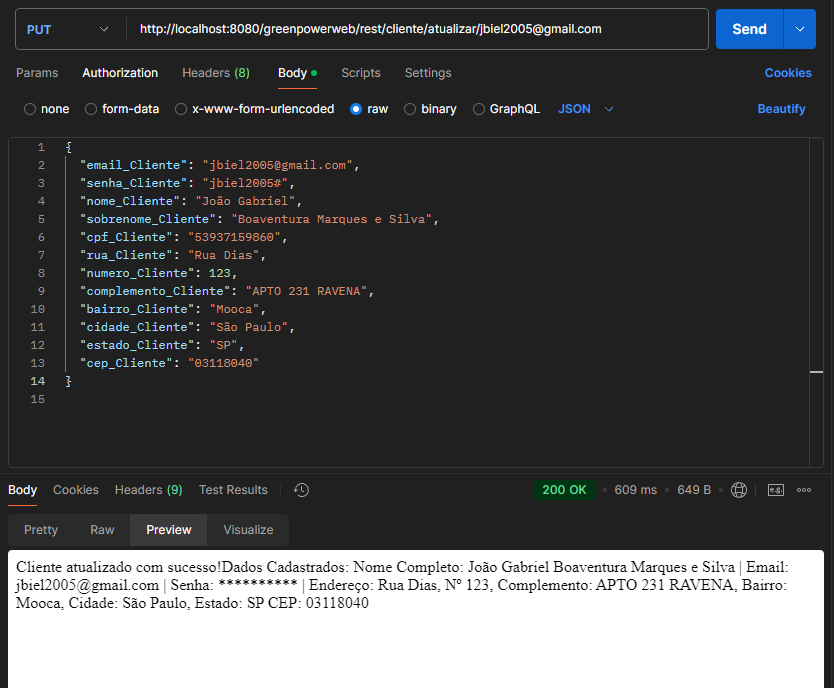 PUT http://localhost:8080/greenpowerweb/rest/cliente/atualizar/jbiel2005@gmail.com Send
Params Authorization Headers (8) Body Scripts Settings Cookies
none form-data x-www-form-urlencoded raw binary GraphQL JSON Beautify
1 {
2 "email_Cliente": "jbiel2005@gmail.com",
3 "senha_Cliente": "jbiel2005#",
4 "nome_Cliente": "João Gabriel",
5 "sobrenome_Cliente": "Boaventura Marques e Silva",
6 "cpf_Cliente": "53937159860",
7 "rua_Cliente": "Rua Dias",
8 "numero_Cliente": 123,
9 "complemento_Cliente": "APTO 231 RAVENA",
10 "bairro_Cliente": "Mooca",
11 "cidade_Cliente": "São Paulo",
12 "estado_Cliente": "SP",
13 "cep_Cliente": "03118040"
14 }
15
Body Cookies Headers (9) Test Results 200 OK 609 ms 649 B e.g.
Pretty Raw Preview Visualize
Cliente atualizado com sucesso!Dados Cadastrados: Nome Completo: João Gabriel Boaventura Marques e Silva | Email:
jbiel2005@gmail.com | Senha: ********** | Endereço: Rua Dias, Nº 123, Complemento: APTO 231 RAVENA, Bairro:
Mooca, Cidade: São Paulo, Estado: SP CEP: 03118040